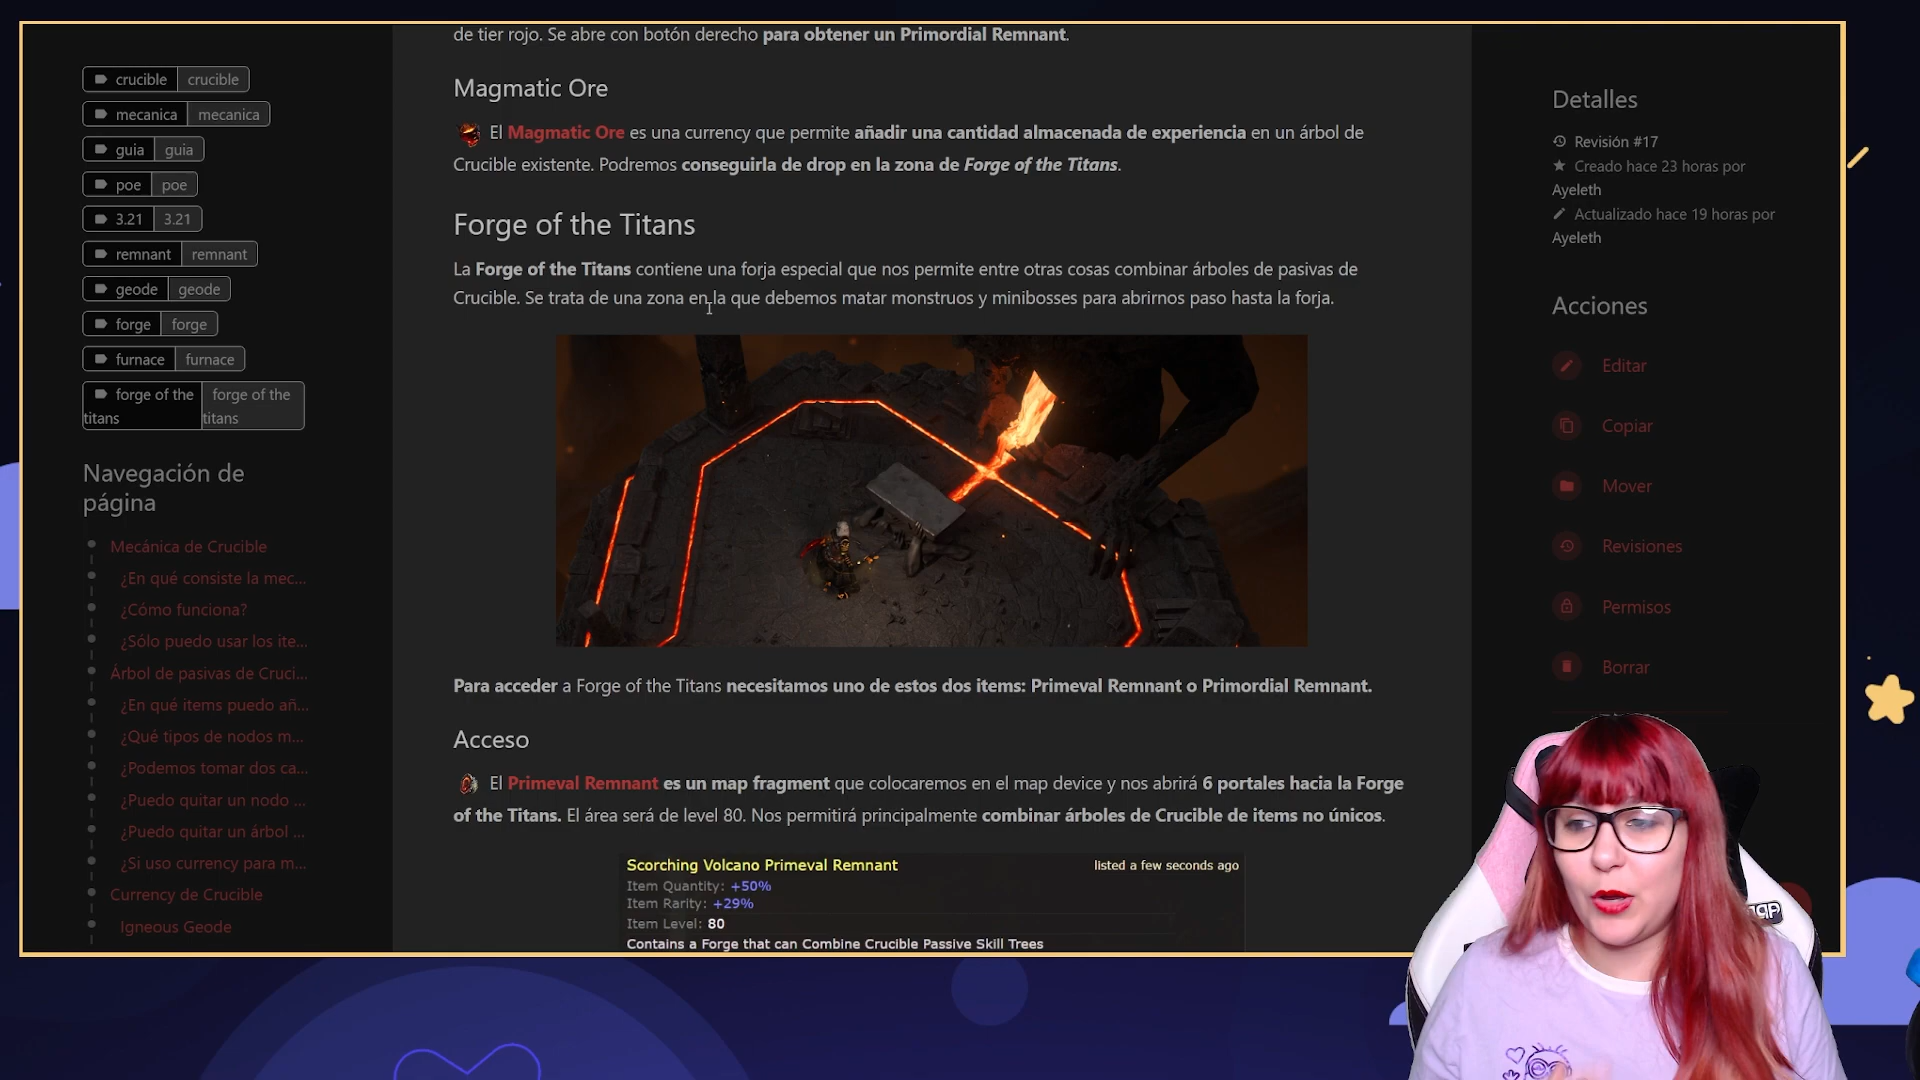 de tier rojo. Se abre con botón derecho para obtener un Primordial Remnant.
crucible crucible
mecanica mecanica
guia guia
poe poe
3.21 3.21
remnant remnant
geode geode
forge forge
furnace furnace
forge of the titans forge of the titans
Navegación de
página
Mecánica de Crucible
¿En qué consiste la mec...
¿Cómo funciona?
¿Sólo puedo usar los íte...
Árbol de pasivas de Cruci...
¿En qué items puedo añ...
¿Qué tipos de nodos m...
¿Podemos tomar dos ca...
¿Puedo quitar un nodo ...
¿Puedo quitar un árbol ...
¿Si uso currency para m...
Currency de Crucible
Igneous Geode
Magmatic Ore
El Magmatic Ore es una currency que permite añadir una cantidad almacenada de experiencia en un árbol de
Crucible existente. Podremos conseguirla de drop en la zona de Forge of the Titans.
Forge of the Titans
La Forge of the Titans contiene una forja especial que nos permite entre otras cosas combinar árboles de pasivas de
Crucible. Se trata de una zona en la que debemos matar monstruos y minibosses para abrirnos paso hasta la forja.
Para acceder a Forge of the Titans necesitamos uno de estos dos items: Primeval Remnant o Primordial Remnant.
Acceso
El Primeval Remnant es un map fragment que colocaremos en el map device y nos abrirá 6 portales hacia la Forge
of the Titans. El área será de level 80. Nos permitirá principalmente combinar árboles de Crucible de items no únicos.
Scorching Volcano Primeval Remnant listed a few seconds ago
Item Quantity: +50%
Item Rarity: +29%
Item Level: 80
Contains a Forge that can Combine Crucible Passive Skill Trees
Detalles
Revisión #17
Creado hace 23 horas por
Ayeleth
Actualizado hace 19 horas por
Ayeleth
Acciones
Editar
Copiar
Mover
Revisiones
Permisos
Borrar